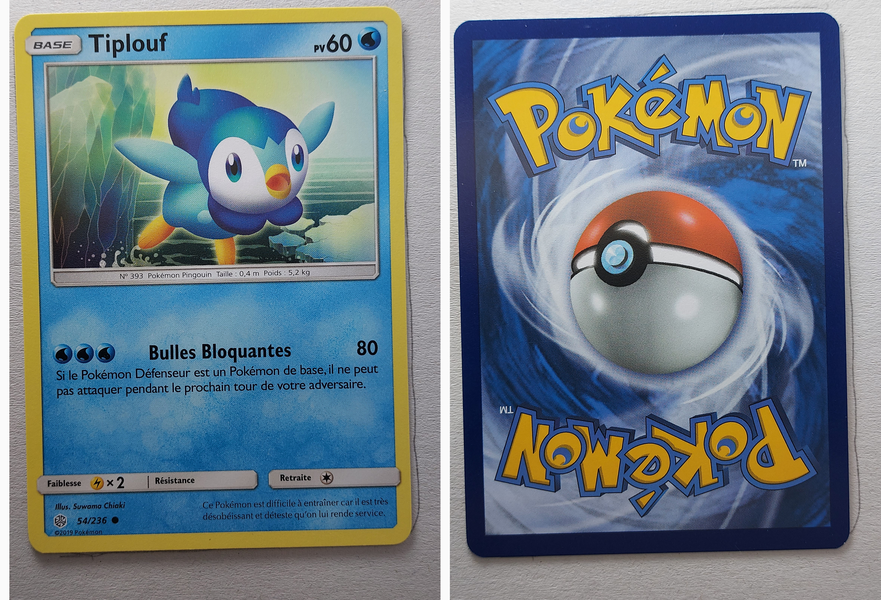 BASE Tiplouf PV60
N° 393 Pokémon Pingouin Taille : 0,4 m Poids : 5,2 kg
Bulles Bloquantes 80
Si le Pokémon Défenseur est un Pokémon de base, il ne peut
pas attaquer pendant le prochain tour de votre adversaire.
Faiblesse ×2 Résistance Retraite
Illus. Suwama Chiaki
54/236
©2019 Pokémon
Ce Pokémon est difficile à entraîner car il est très
désobéissant et déteste qu'on lui rende service.
POKéMON
TM
TM
POKéMON